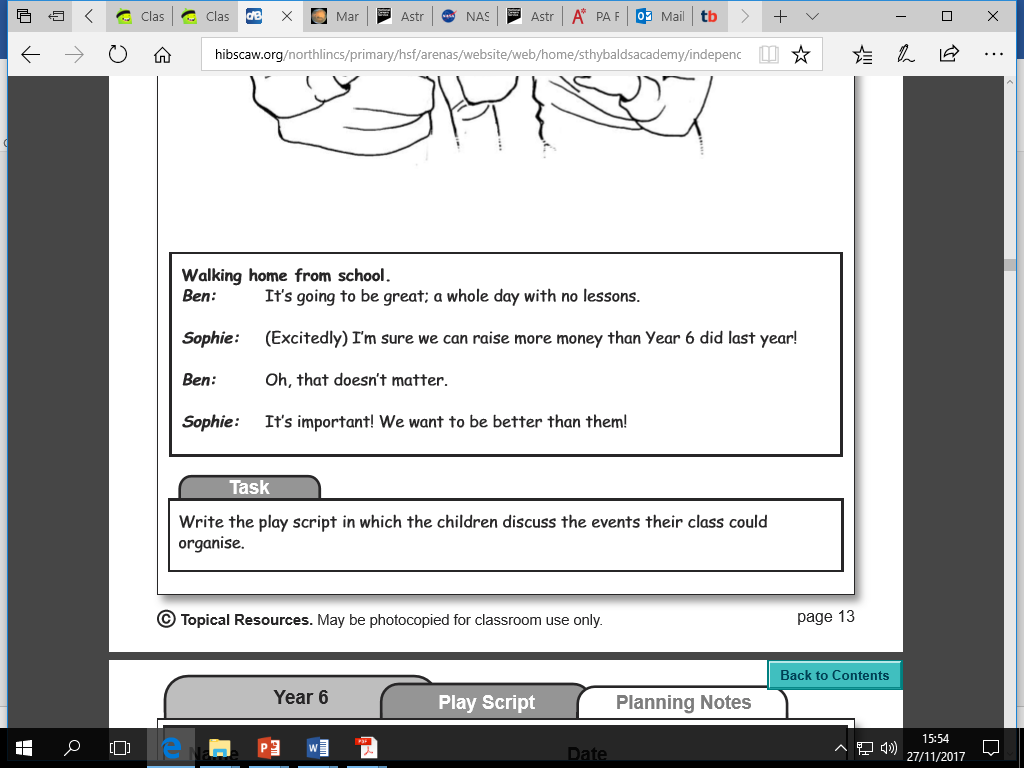 Clas
Clas
Mar
Astr
NAS
Astr
PA F
Mail
tb
hibscaw.org/northlincs/primary/hsf/arenas/website/web/home/sthybaldsacademy/independ
Walking home from school.
Ben: It's going to be great; a whole day with no lessons.
Sophie: (Excitedly) I'm sure we can raise more money than Year 6 did last year!
Ben: Oh, that doesn't matter.
Sophie: It's important! We want to be better than them!
Task
Write the play script in which the children discuss the events their class could
organise.
© Topical Resources. May be photocopied for classroom use only.
page 13
Back to Contents
Year 6
Play Script
Planning Notes
Name
Date
15:54
27/11/2017